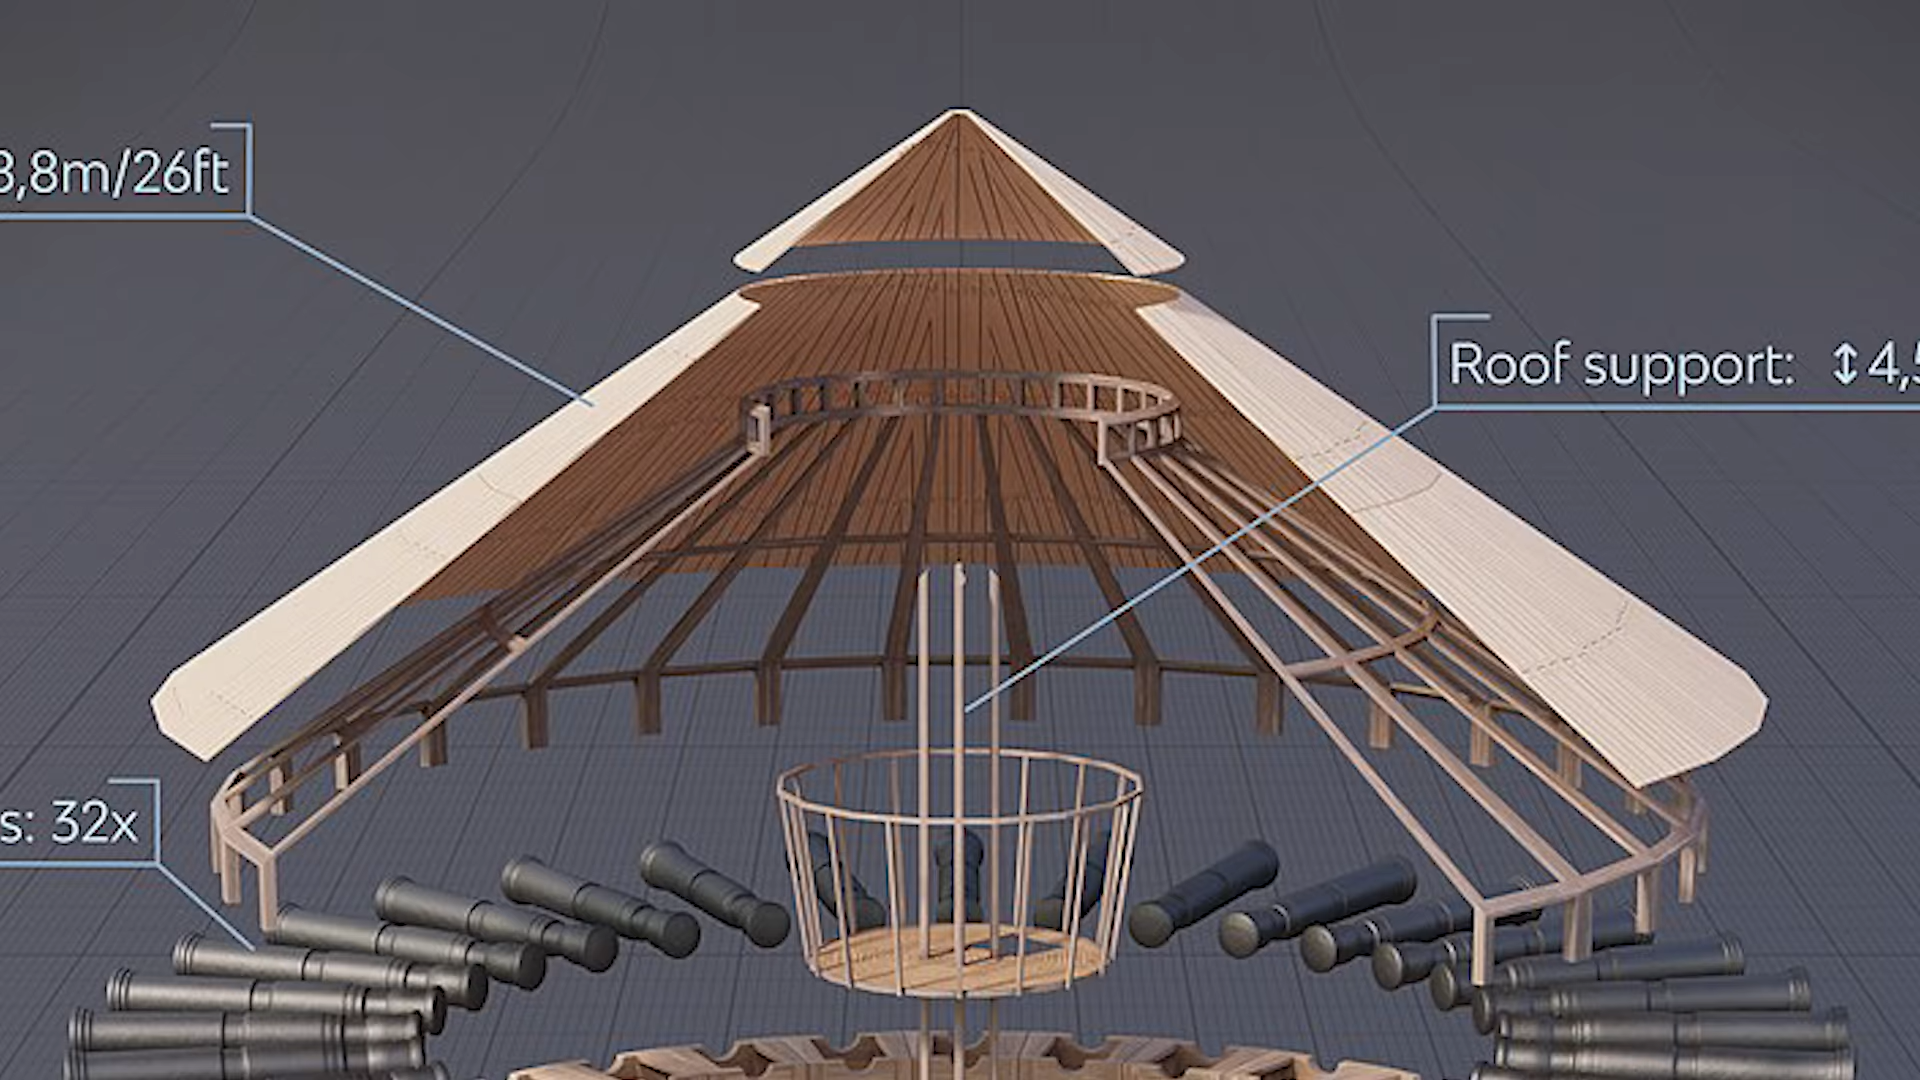 8,8m/26ft
Roof support: ↕4,5
s: 32x